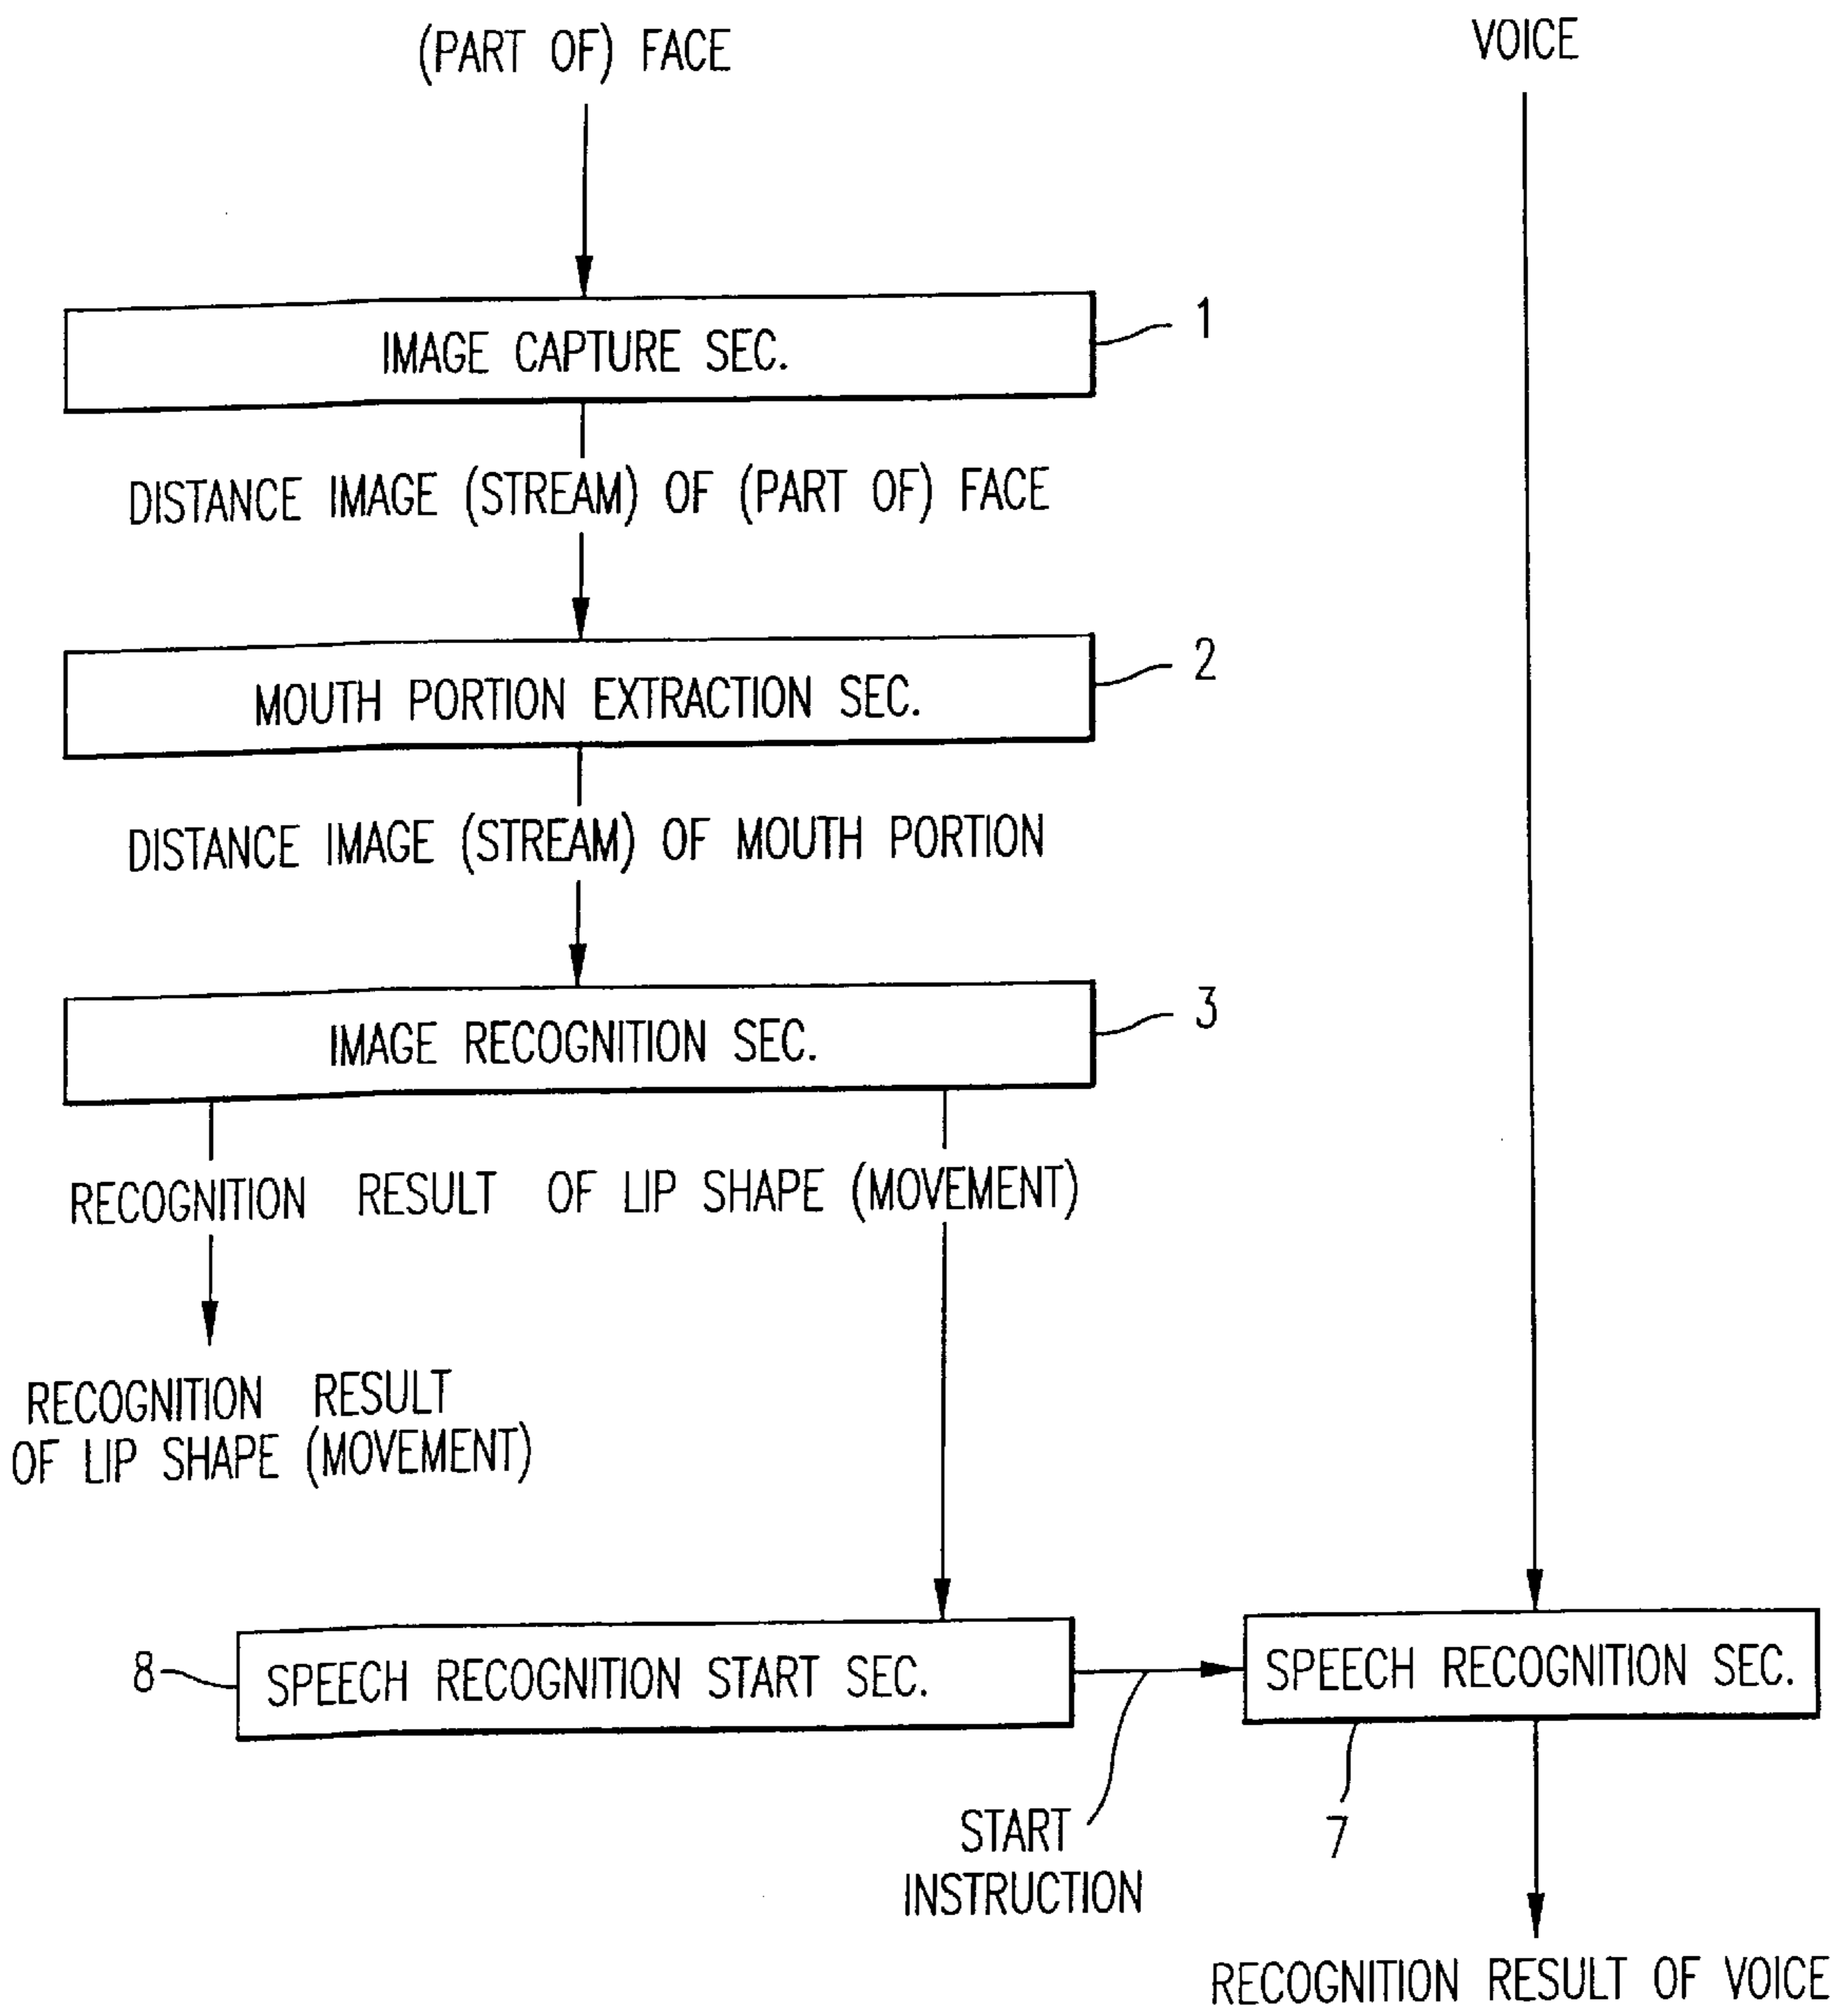 (PART OF) FACE
VOICE
IMAGE CAPTURE SEC.
1
DISTANCE IMAGE (STREAM) OF (PART OF) FACE
MOUTH PORTION EXTRACTION SEC.
2
DISTANCE IMAGE (STREAM) OF MOUTH PORTION
IMAGE RECOGNITION SEC.
3
RECOGNITION RESULT OF LIP SHAPE (MOVEMENT)
RECOGNITION RESULT
OF LIP SHAPE (MOVEMENT)
8
SPEECH RECOGNITION START SEC.
SPEECH RECOGNITION SEC.
START
INSTRUCTION
7
RECOGNITION RESULT OF VOICE